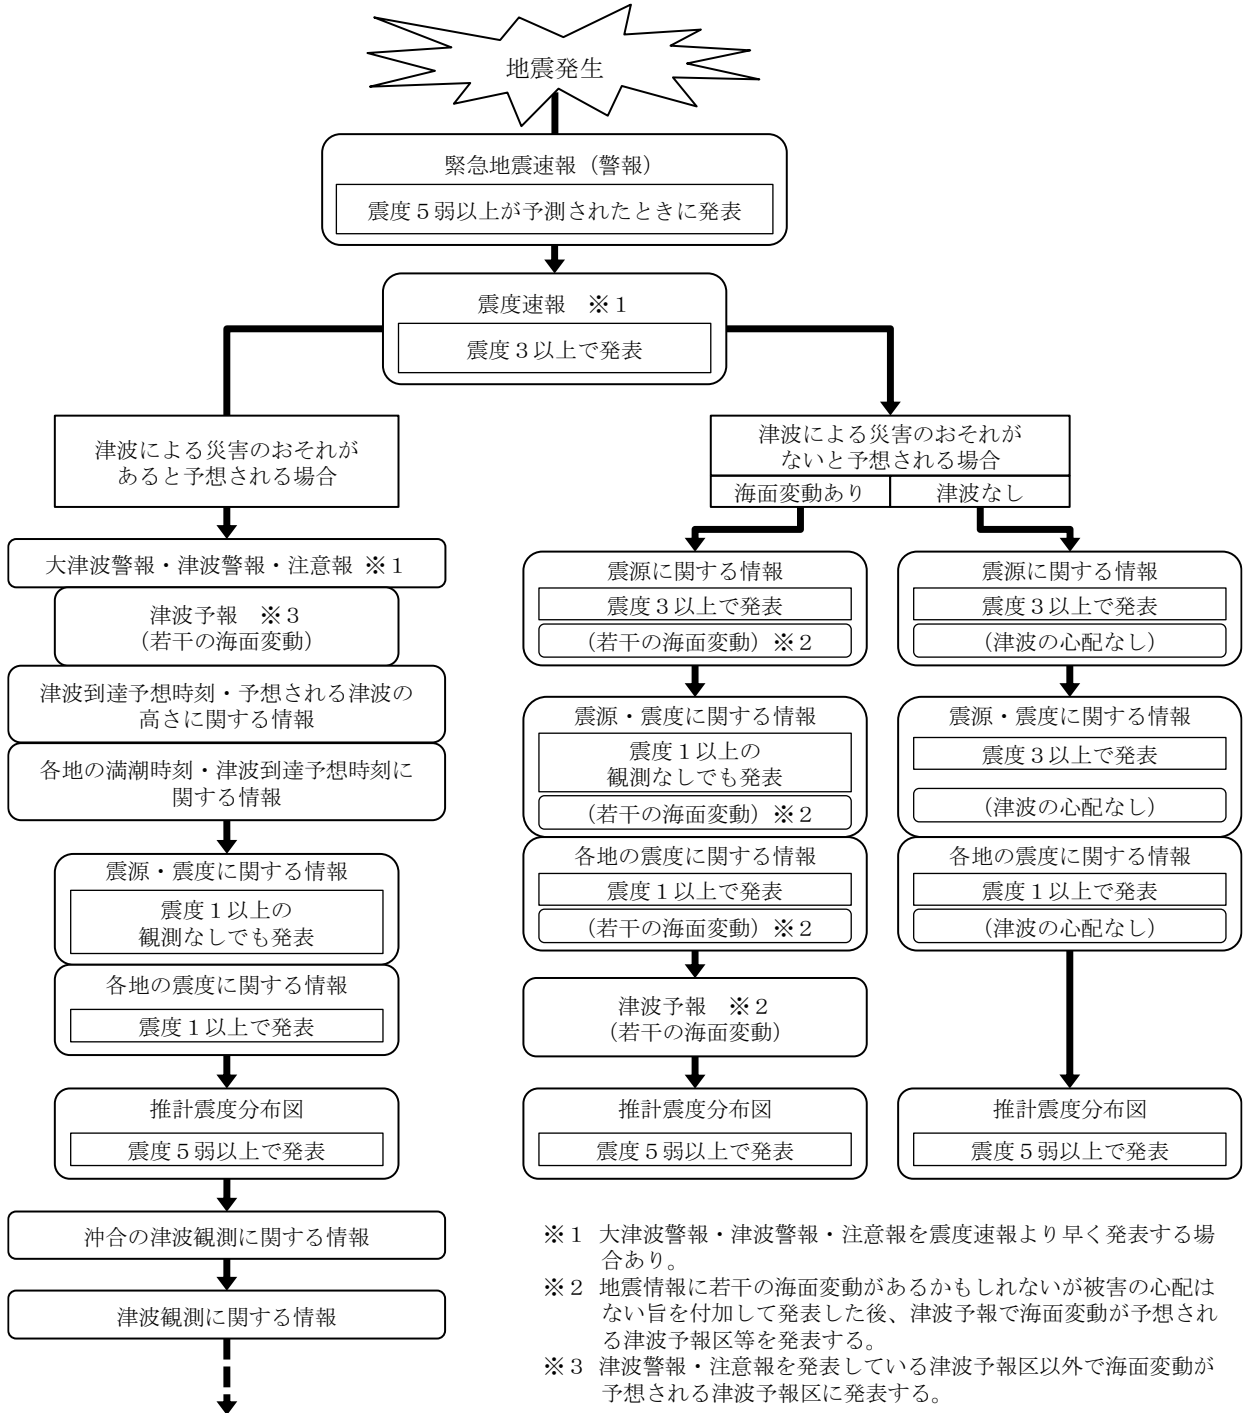 地震発生
緊急地震速報（警報）
震度５弱以上が予測されたときに発表
震度速報　※１
震度３以上で発表
津波による災害のおそれが
あると予想される場合
大津波警報・津波警報・注意報 ※１
津波予報　※３
（若干の海面変動）
津波到達予想時刻・予想される津波の
高さに関する情報
各地の満潮時刻・津波到達予想時刻に
関する情報
震源・震度に関する情報
震度１以上の
観測なしでも発表
各地の震度に関する情報
震度１以上で発表
推計震度分布図
震度５弱以上で発表
沖合の津波観測に関する情報
津波観測に関する情報
津波による災害のおそれが
ないと予想される場合
海面変動あり
津波なし
震源に関する情報
震度３以上で発表
（若干の海面変動）※２
震源・震度に関する情報
震度１以上の
観測なしでも発表
（若干の海面変動）※２
各地の震度に関する情報
震度１以上で発表
（若干の海面変動）※２
津波予報　※２
（若干の海面変動）
推計震度分布図
震度５弱以上で発表
震源に関する情報
震度３以上で発表
（津波の心配なし）
震源・震度に関する情報
震度３以上で発表
（津波の心配なし）
各地の震度に関する情報
震度１以上で発表
（津波の心配なし）
推計震度分布図
震度５弱以上で発表
※１ 大津波警報・津波警報・注意報を震度速報より早く発表する場
合あり。
※２ 地震情報に若干の海面変動があるかもしれないが被害の心配は
ない旨を付加して発表した後、津波予報で海面変動が予想され
る津波予報区等を発表する。
※３ 津波警報・注意報を発表している津波予報区以外で海面変動が
予想される津波予報区に発表する。